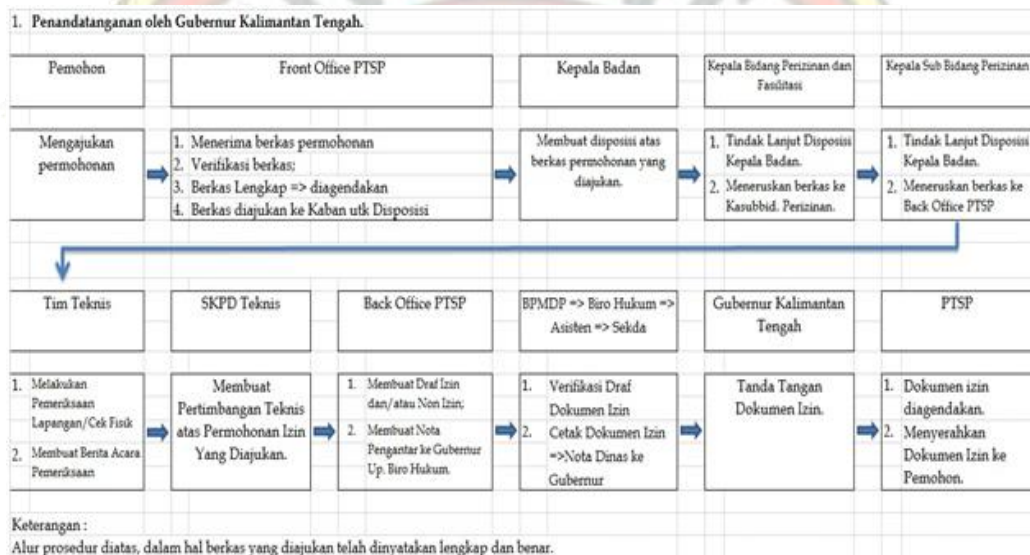 1. Penandatanganan oleh Gubernur Kalimantan Tengah.
Pemohon
Front Office PTSP
Kepala Badan
Kepala Bidang Perizinan dan
Fasilitasi
Kepala Sub Bidang Perizinan
Mengajukan
permohonan
1. Menerima berkas permohonan
2. Verifikasi berkas;
3. Berkas Lengkap => diagendakan
4. Berkas diajukan ke Kaban utk Disposisi
Membuat disposisi atas
berkas permohonan yang
diajukan.
1. Tindak Lanjut Disposisi
Kepala Badan.
2. Meneruskan berkas ke
Kasubbid. Perizinan.
1. Tindak Lanjut Disposisi
Kepala Badan.
2. Meneruskan berkas ke
Back Office PTSP
Tim Teknis
SKPD Teknis
Back Office PTSP
BPMDP => Biro Hukum =>
Asisten => Sekda
Gubernur Kalimantan
Tengah
PTSP
1. Melakukan
Pemeriksaan
Lapangan/Cek Fisik
2. Membuat Berita Acara
Pemeriksaan
Membuat
Pertimbangan Teknis
atas Permohonan Izin
Yang Diajukan.
1. Membuat Draf Izin
dan/atau Non Izin;
2. Membuat Nota
Pengantar ke Gubernur
Up. Biro Hukum.
1. Verifikasi Draf
Dokumen Izin
2. Cetak Dokumen Izin
=>Nota Dinas ke
Gubernur
Tanda Tangan
Dokumen Izin.
1. Dokumen izin
diagendakan.
2. Menyerahkan
Dokumen Izin ke
Pemohon.
Keterangan :
Alur prosedur diatas, dalam hal berkas yang diajukan telah dinyatakan lengkap dan benar.